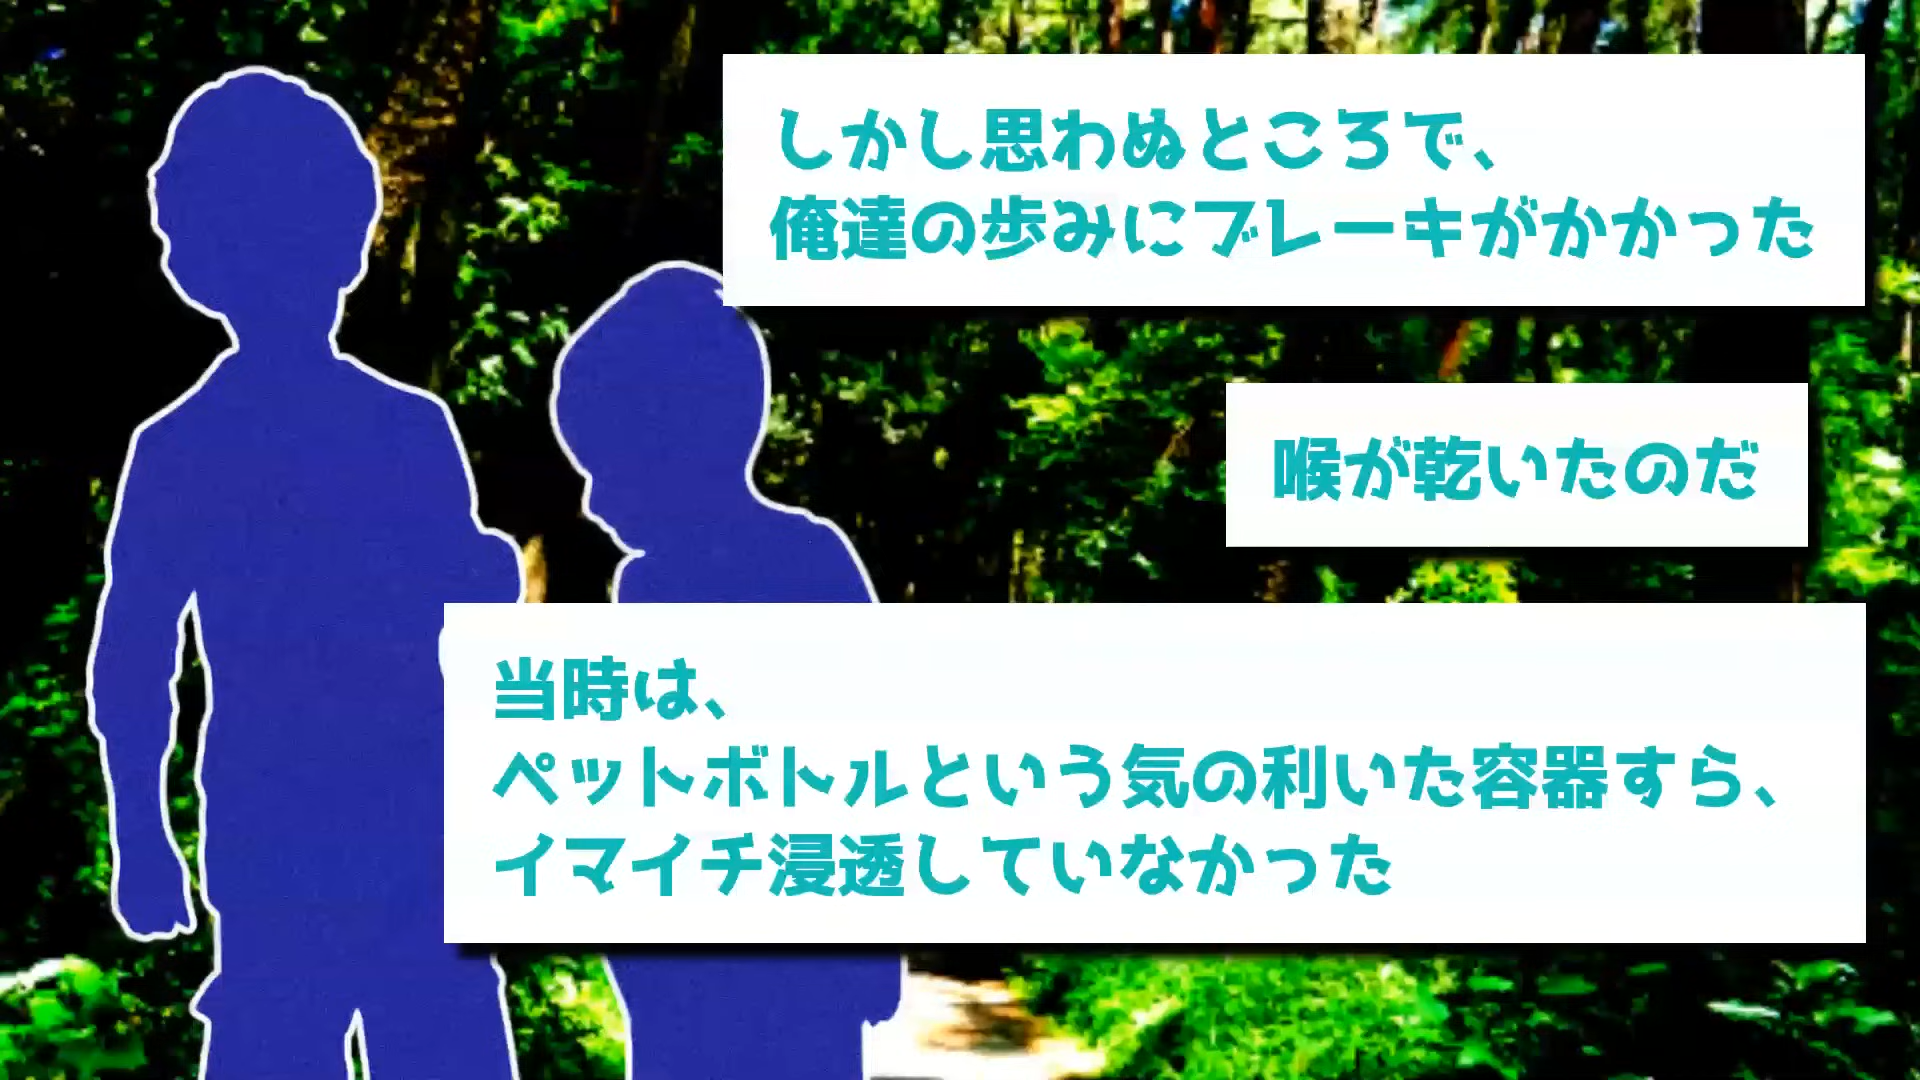 しかし思わぬところで、
俺達の歩みにブレーキがかかった
喉が乾いたのだ
当時は、
ペットボトルという気の利いた容器すら、
イマイチ浸透していなかった